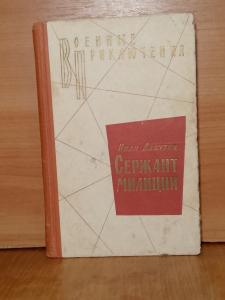 Военные
Приключения
Иван Лазутин
Сержант
милиции